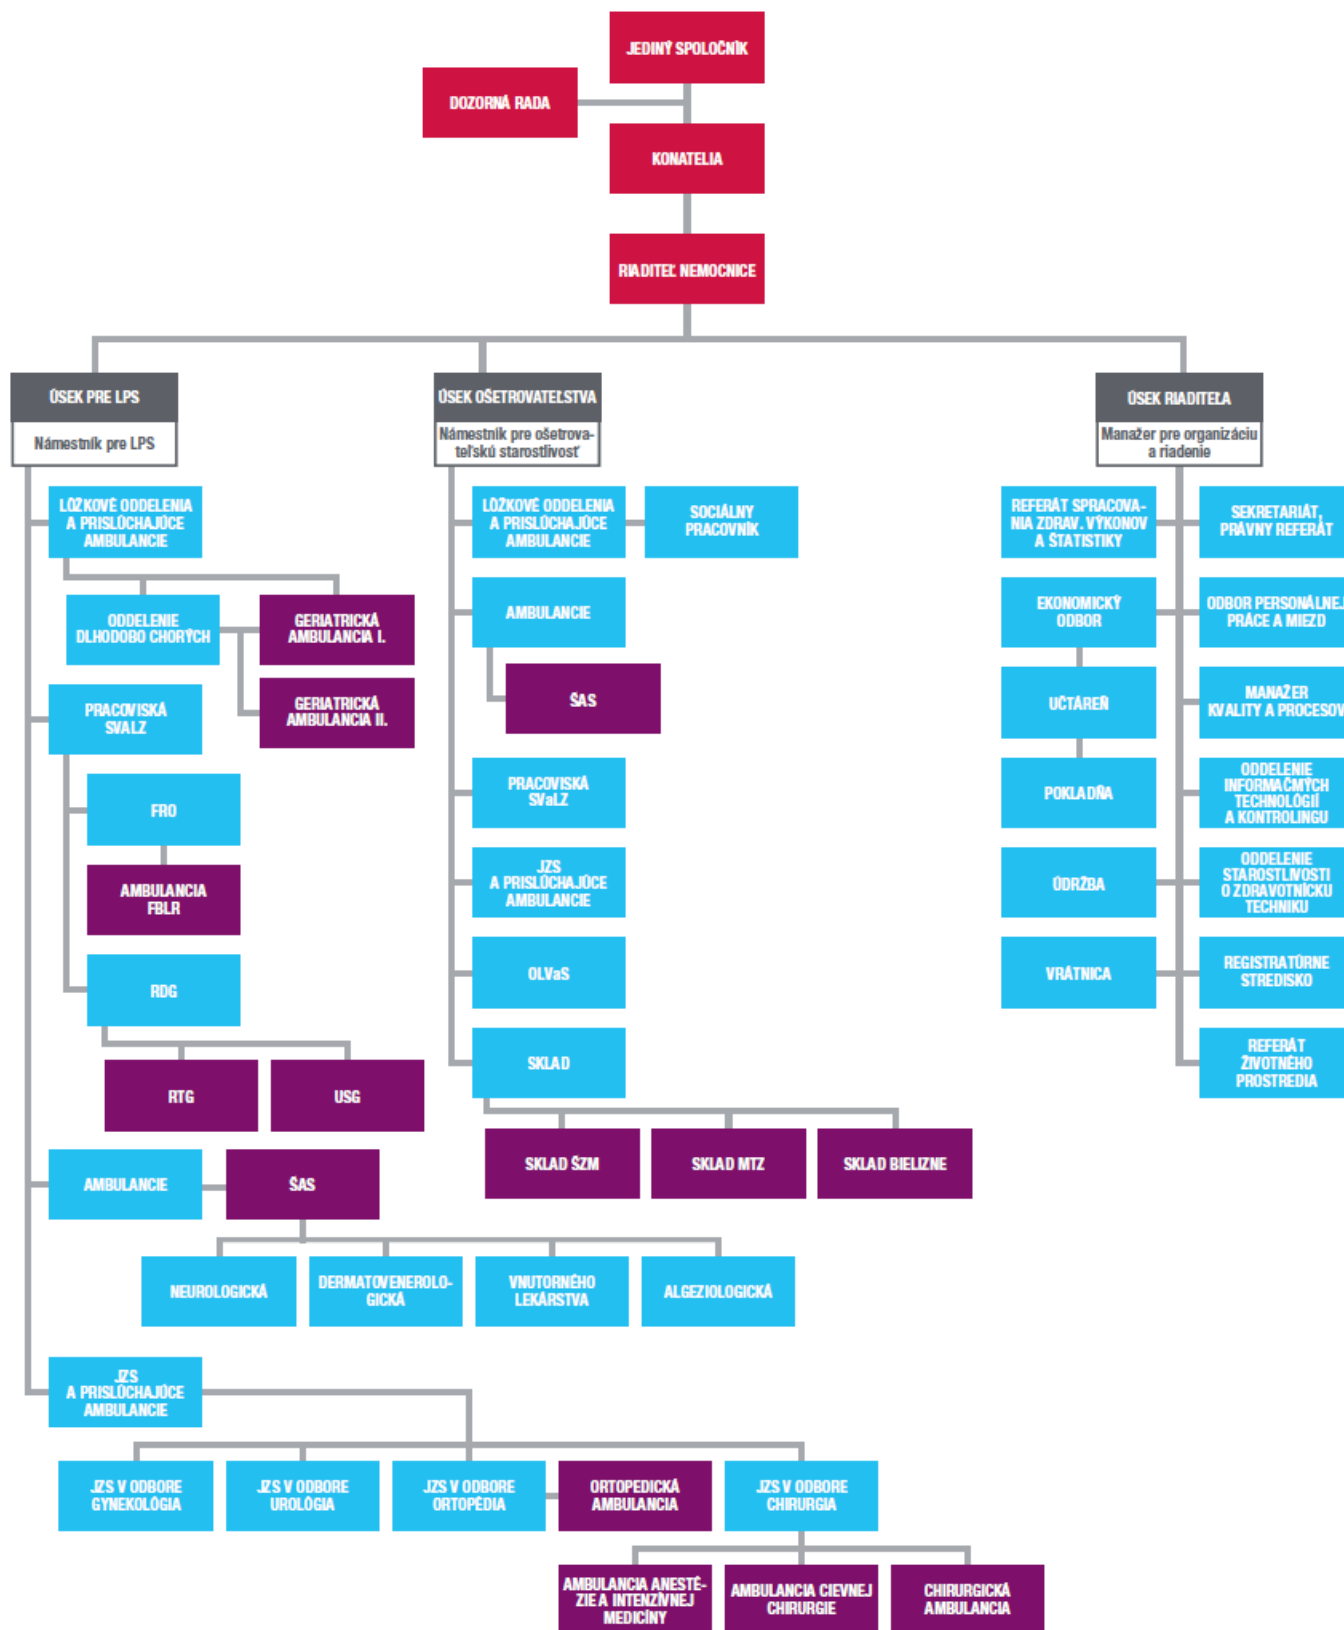 JEDINÝ SPOLOČNÍK
DOZORNÁ RADA
KONATELIA
RIADITEĽ NEMOCNICE
ÚSEK PRE LPS
Námestník pre LPS
ÚSEK OŠETROVATEĽSTVA
Námestník pre ošetrova-
teľskú starostlivosť
ÚSEK RIADITEĽA
Manažer pre organizáciu
a riadenie
LÔŽKOVÉ ODDELENIA
A PRISLÚCHAJÚCE
AMBULANCIE
ODDELENIE
DLHODOBO CHORÝCH
GERIATRICKÁ
AMBULANCIA I.
GERIATRICKÁ
AMBULANCIA II.
PRACOVISKÁ
SVALZ
FRO
AMBULANCIA
FBLR
RDG
RTG
USG
AMBULANCIE
ŠAS
NEUROLOGICKÁ
DERMATOVENEROLO-
GICKÁ
VNUTORNÉHO
LEKÁRSTVA
ALGEZIOLOGICKÁ
JZS
A PRISLÚCHAJÚCE
AMBULANCIE
JZS V ODBORE
GYNEKOLÓGIA
JZS V ODBORE
UROLÓGIA
JZS V ODBORE
ORTOPÉDIA
ORTOPEDICKÁ
AMBULANCIA
JZS V ODBORE
CHIRURGIA
AMBULANCIA ANESTÉ-
ZIE A INTENZÍVNEJ
MEDICÍNY
AMBULANCIA CIEVNEJ
CHIRURGIE
CHIRURGICKÁ
AMBULANCIA
LÔŽKOVÉ ODDELENIA
A PRISLÚCHAJÚCE
AMBULANCIE
SOCIÁLNY
PRACOVNÍK
AMBULANCIE
ŠAS
PRACOVISKÁ
SVaLZ
JZS
A PRISLÚCHAJÚCE
AMBULANCIE
OLVaS
SKLAD
SKLAD ŠZM
SKLAD MTZ
SKLAD BIELIZNE
REFERÁT SPRACOVA-
NIA ZDRAV. VÝKONOV
A ŠTATISTIKY
SEKRETARIÁT,
PRÁVNY REFERÁT
EKONOMICKÝ
ODBOR
ODBOR PERSONÁLNEJ
PRÁCE A MIEZD
UČTÁREŇ
MANAŽER
KVALITY A PROCESOV
POKLADŇA
ODDELENIE
INFORMAČMÝCH
TECHNOLÓGIÍ
A KONTROLINGU
ÚDRŽBA
ODDELENIE
STAROSTLIVOSTI
O ZDRAVOTNÍCKU
TECHNIKU
VRÁTNICA
REGISTRATÚRNE
STREDISKO
REFERÁT
ŽIVOTNÉHO
PROSTREDIA